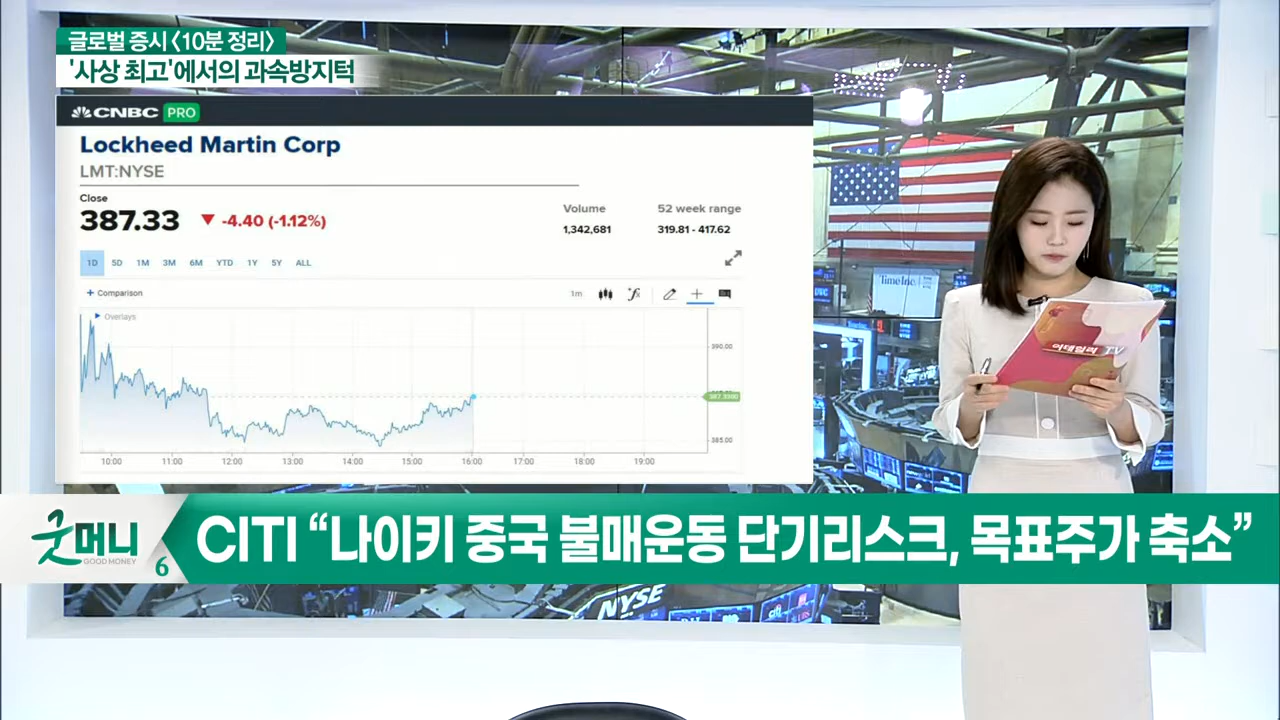 글로벌 증시 〈10분 정리〉
'사상 최고'에서의 과속방지턱
CNBC PRO
Lockheed Martin Corp
LMT:NYSE
Close
387.33 ▼ -4.40 (-1.12%)
Volume 52 week range
1,342,681 319.81 - 417.62
1D 5D 1M 3M 6M YTD 1Y 5Y ALL
+ Comparison 1m
Overlays
390.00
385.00
10:00 11:00 12:00 13:00 14:00 15:00 16:00 17:00 18:00 19:00
Time Inc.
이데일리 TV
굿머니
GOOD MONEY
6
CITI “나이키 중국 불매운동 단기리스크, 목표주가 축소”
NYSE
citi